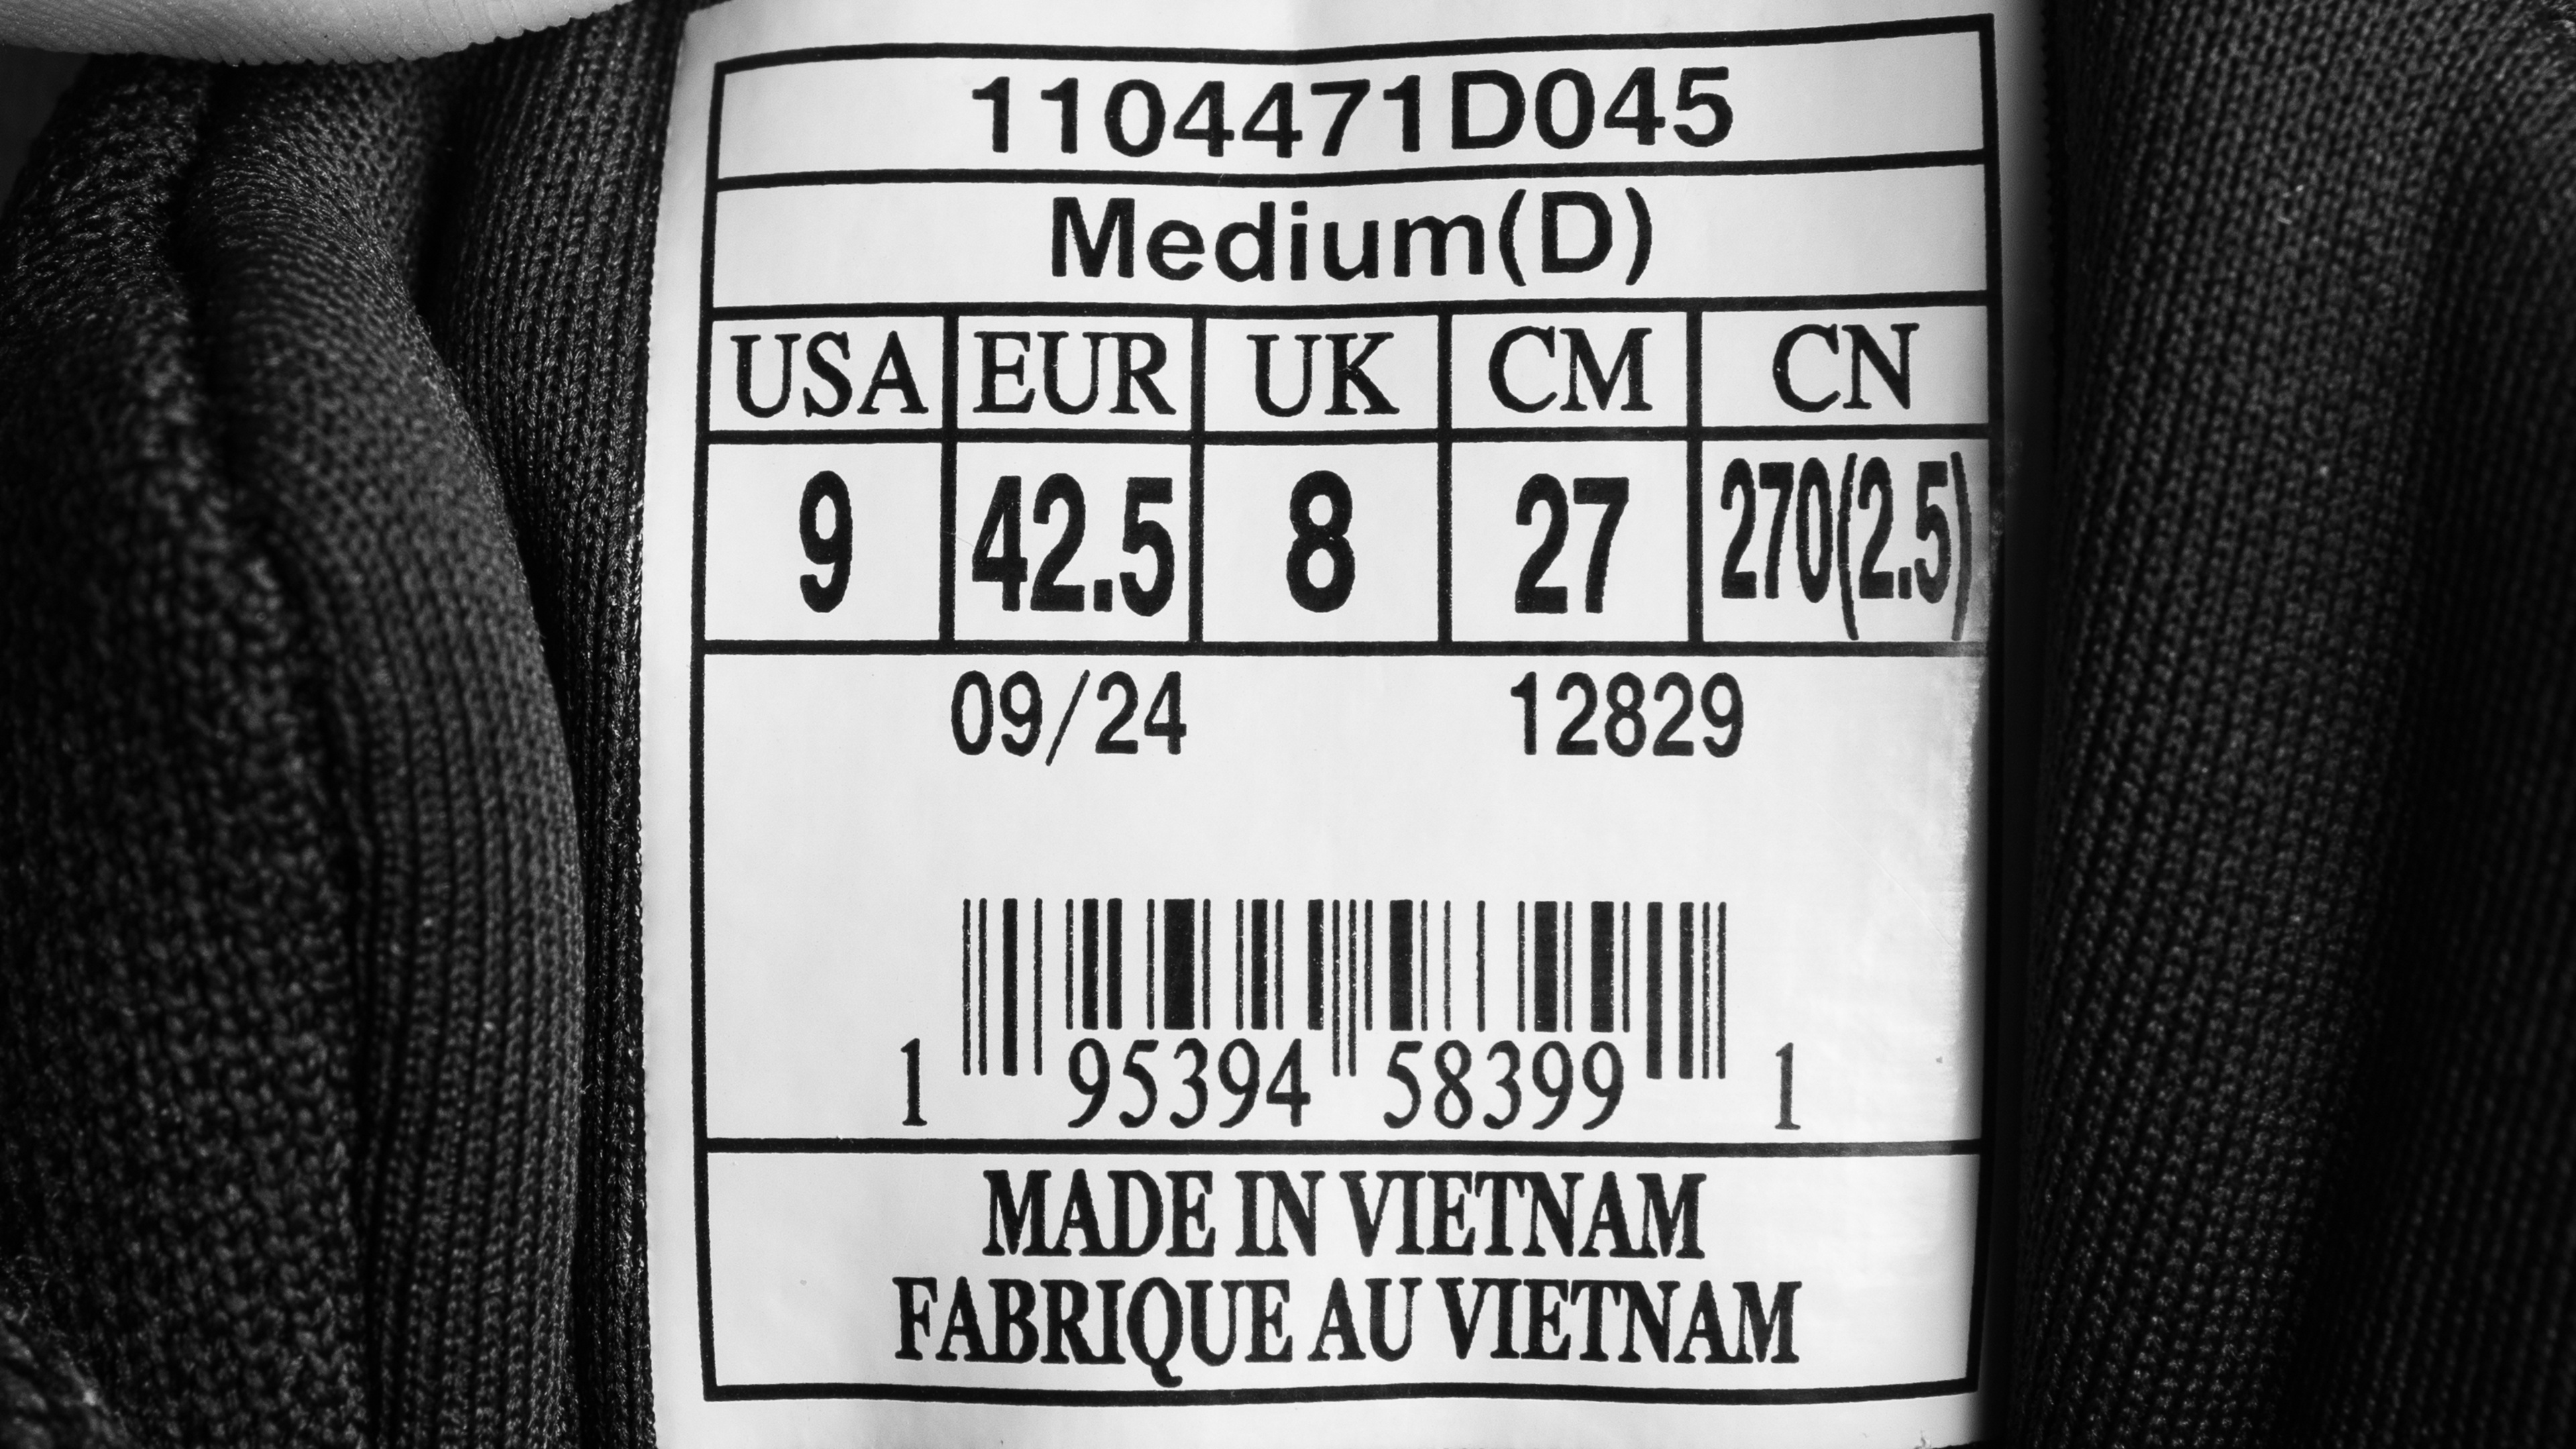 1104471D045
Medium(D)
USA EUR UK CM CN
9 42.5 8 27 270(2.5)
09/24 12829
1 95394 58399 1
MADE IN VIETNAM
FABRIQUE AU VIETNAM